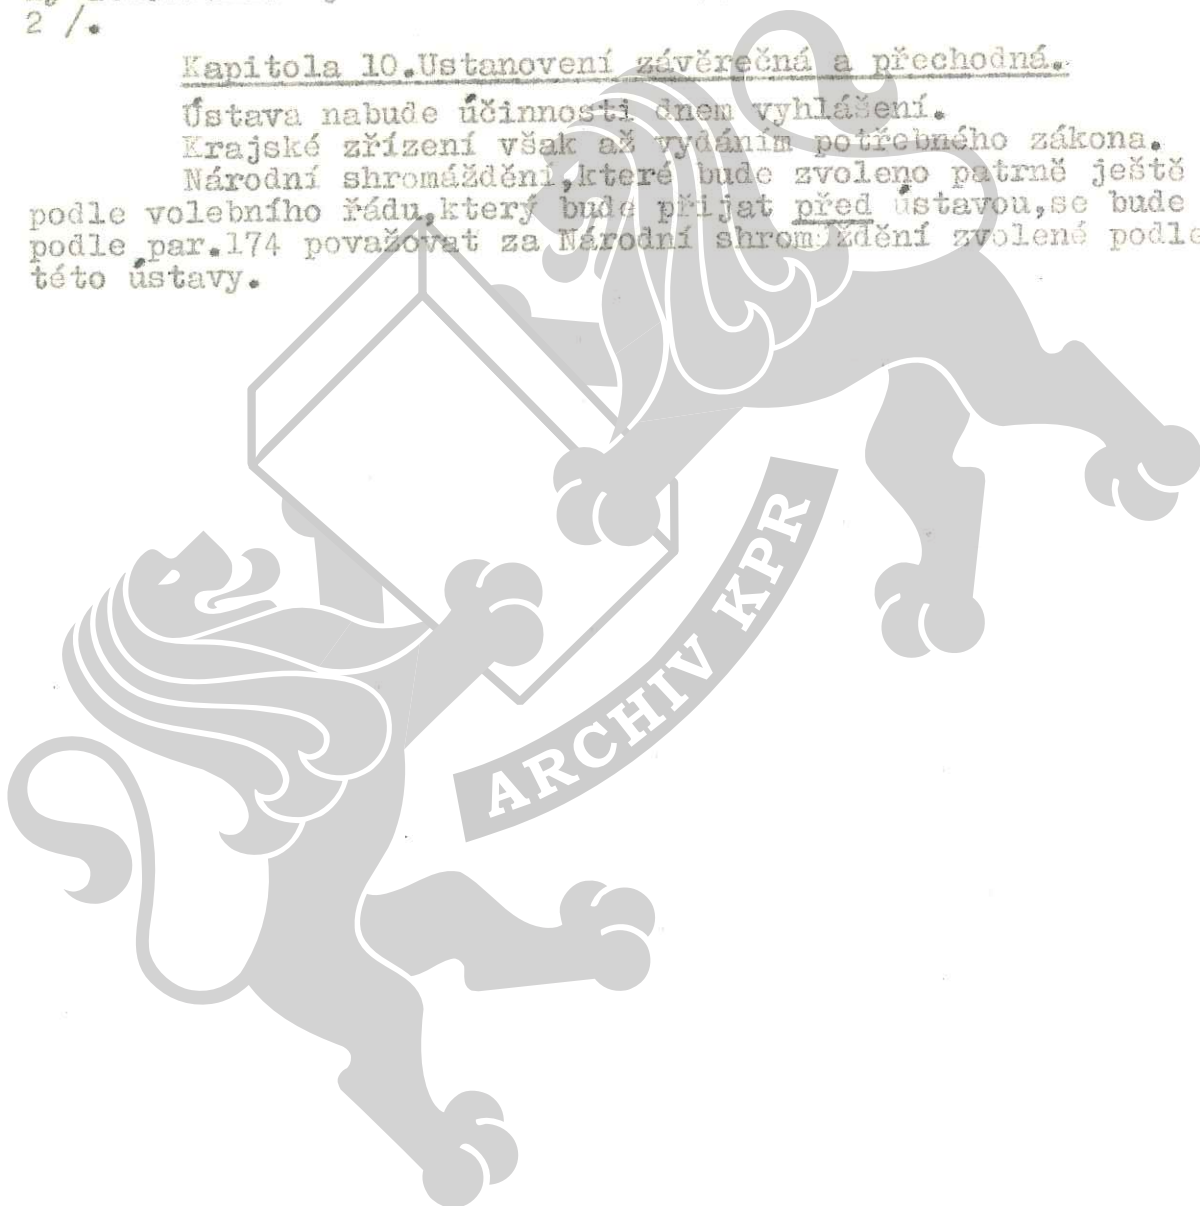 2 /.
Kapitola 10.Ustanovení závěrečná a přechodná.
Ústava nabude účinnosti dnem vyhlášení.
Krajské zřízení však až vydáním potřebného zákona.
Národní shromáždění,které bude zvoleno patrně ještě
podle volebního řádu,který bude přijat před ústavou,se bude
podle par.174 považovat za Národní shromáždění zvolené podle
této ústavy.
ARCHIV KPR